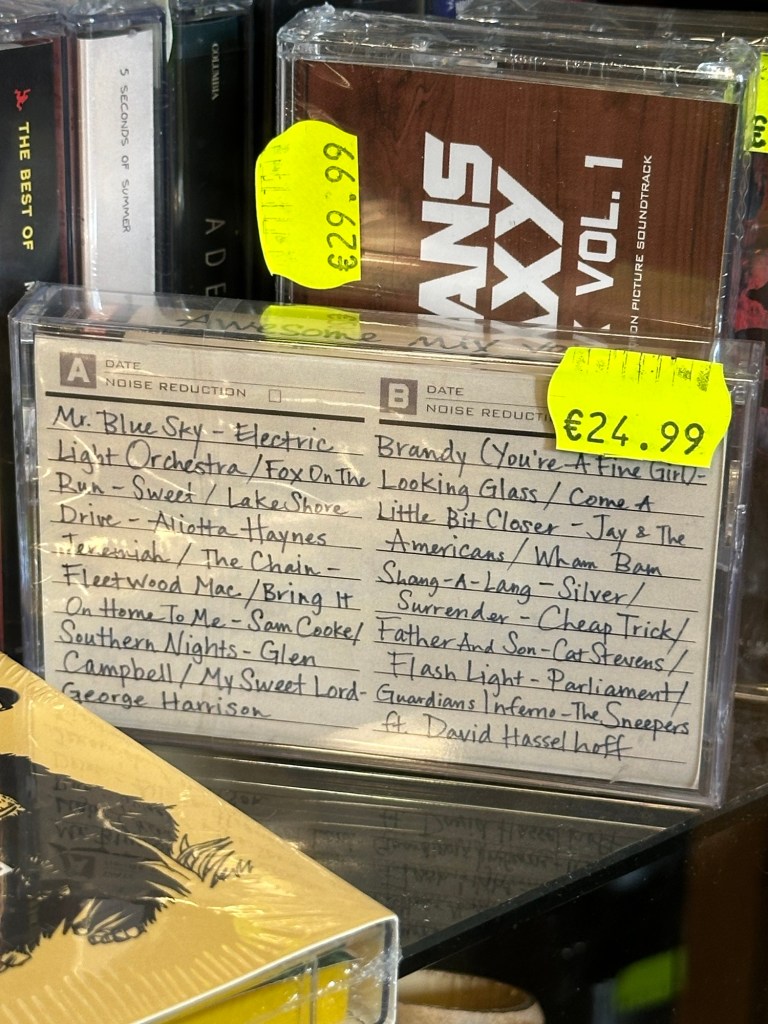 THE BEST OF
5 SECONDS OF SUMMER
COLUMBIA
ADE
€29.99
ANS
XY
VOL. 1
ON PICTURE SOUNDTRACK
Awesome Mix Vo
A
DATE
NOISE REDUCTION
Mr. Blue Sky - Electric
Light Orchestra / Fox On The
Run - Sweet / Lake Shore
Drive - Aliotta Haynes
Jeremiah / The Chain -
Fleetwood Mac / Bring It
On Home To Me - Sam Cooke /
Southern Nights - Glen
Campbell / My Sweet Lord -
George Harrison
B
DATE
NOISE REDUCTI
€24.99
Brandy (You're A Fine Girl) -
Looking Glass / Come A
Little Bit Closer - Jay & The
Americans / Wham Bam
Shang-A-Lang - Silver /
Surrender - Cheap Trick /
Father And Son - Cat Stevens /
Flash Light - Parliament /
Guardians Inferno - The Sneepers
ft. David Hasselhoff